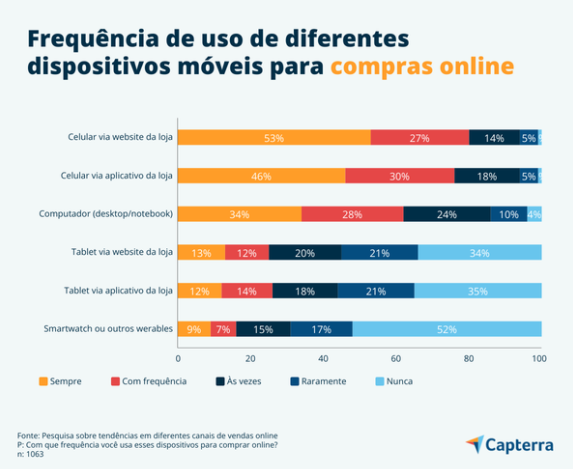 Frequência de uso de diferentes
dispositivos móveis para compras online
Celular via website da loja
53% 27% 14% 5%
Celular via aplicativo da loja
46% 30% 18% 5%
Computador (desktop/notebook)
34% 28% 24% 10% 4%
Tablet via website da loja
13% 12% 20% 21% 34%
Tablet via aplicativo da loja
12% 14% 18% 21% 35%
Smartwatch ou outros werables
9% 7% 15% 17% 52%
0 20 40 60 80 100
Sempre Com frequência Às vezes Raramente Nunca
Fonte: Pesquisa sobre tendências em diferentes canais de vendas online
P: Com que frequência você usa esses dispositivos para comprar online?
n: 1063
Capterra